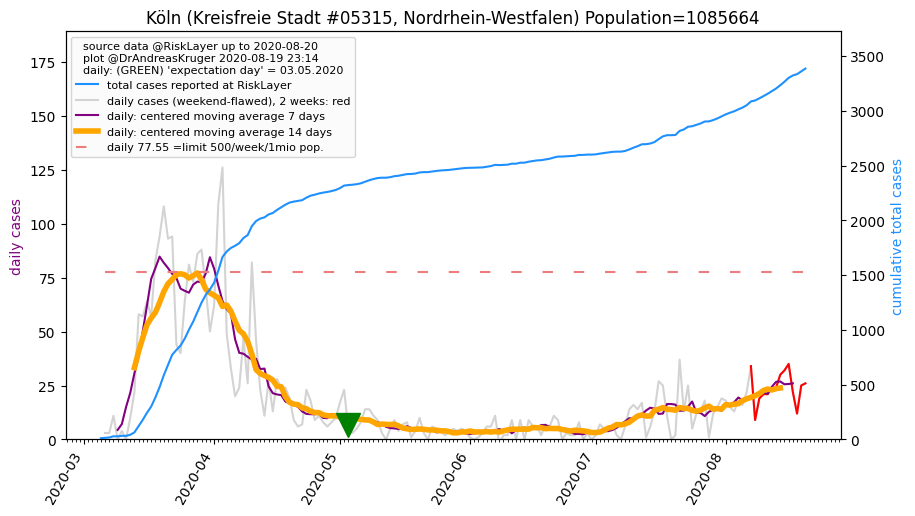 Köln (Kreisfreie Stadt #05315, Nordrhein-Westfalen) Population=1085664
source data @RiskLayer up to 2020-08-20
plot @DrAndreasKruger 2020-08-19 23:14
daily: (GREEN) 'expectation day' = 03.05.2020
total cases reported at RiskLayer
daily cases (weekend-flawed), 2 weeks: red
daily: centered moving average 7 days
daily: centered moving average 14 days
daily 77.55 =limit 500/week/1mio pop.
daily cases
175
150
125
100
75
50
25
0
cumulative total cases
3500
3000
2500
2000
1500
1000
500
0
2020-03
2020-04
2020-05
2020-06
2020-07
2020-08